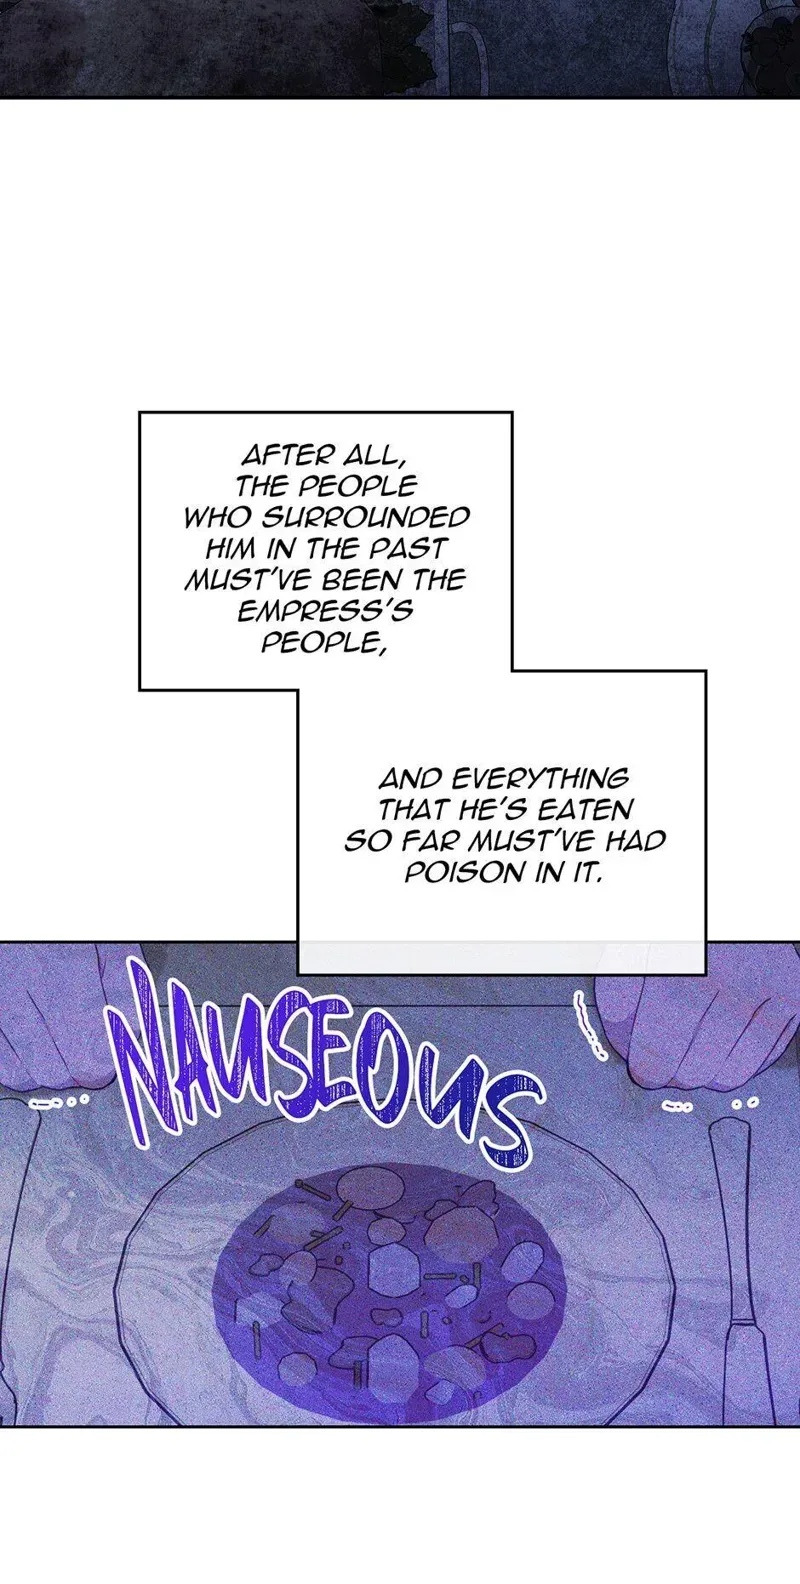 AFTER ALL,
THE PEOPLE
WHO SURROUNDED
HIM IN THE PAST
MUST'VE BEEN THE
EMPRESS'S
PEOPLE,
AND EVERYTHING
THAT HE'S EATEN
SO FAR MUST'VE HAD
POISON IN IT.
NAUSEOUS